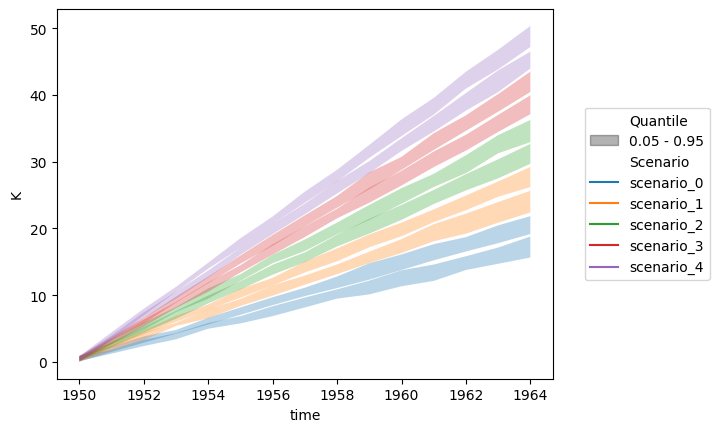 50
40
30
20
10
0
K
1950 1952 1954 1956 1958 1960 1962 1964
time
Quantile
0.05 - 0.95
Scenario
scenario_0
scenario_1
scenario_2
scenario_3
scenario_4